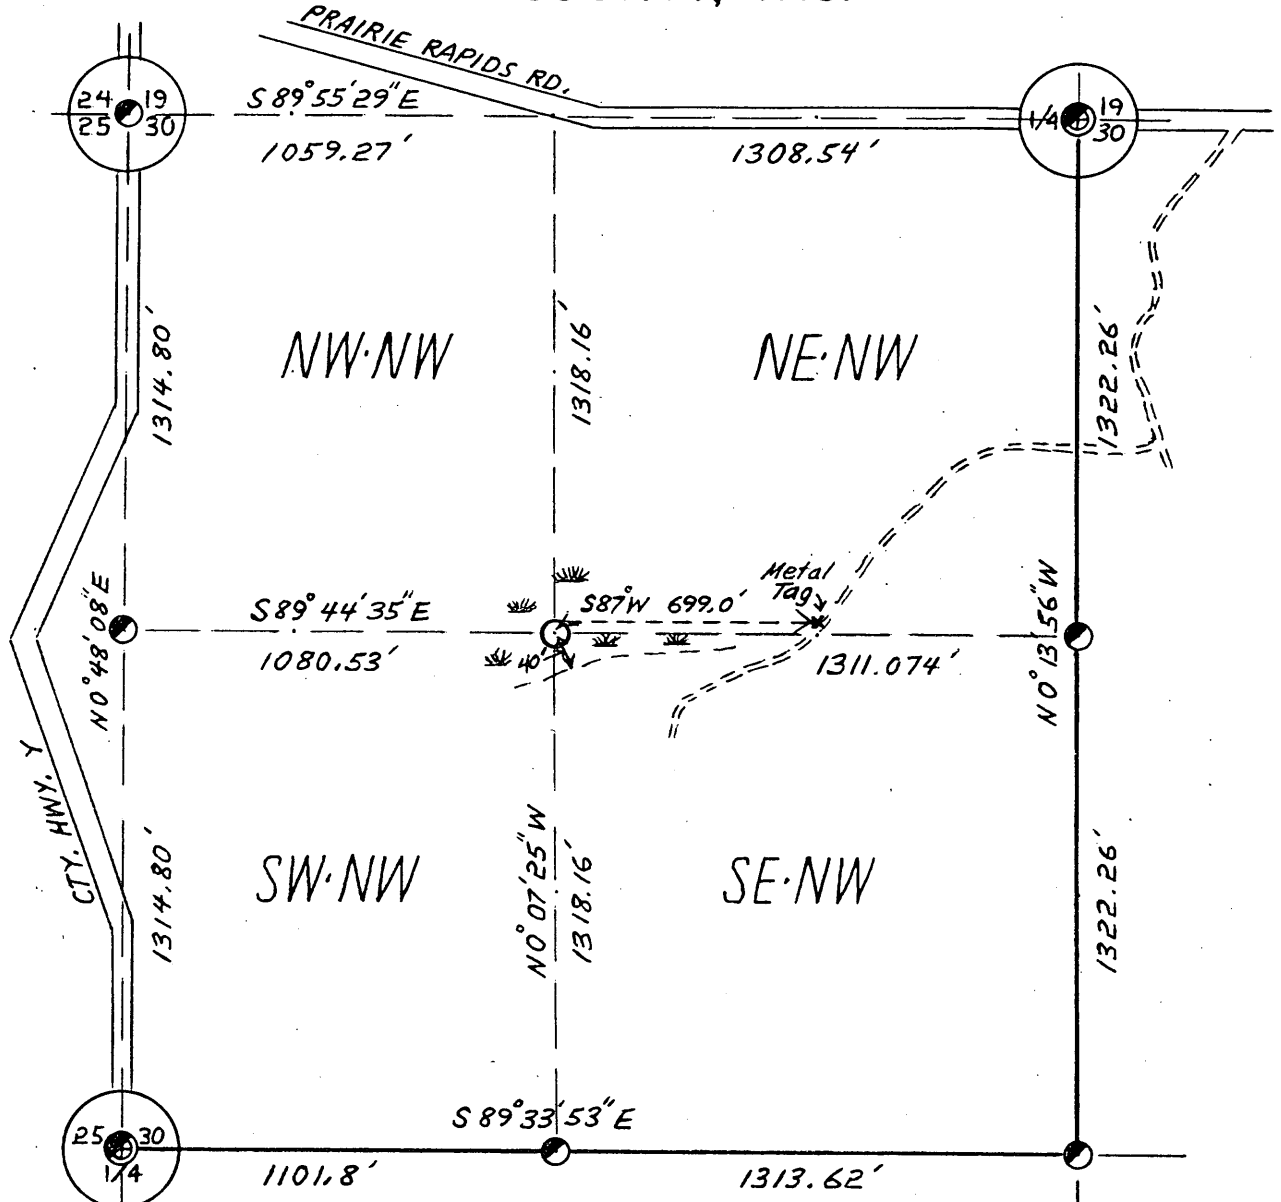 PRAIRIE RAPIDS RD.
24 19
25 30
S 89° 55' 29" E
1059.27'
1308.54'
1/4 19
30
1314.80'
NW·NW
1318.16'
NE·NW
1322.26'
N0° 48' 08" E
S 89° 44' 35" E
1080.53'
S87°W 699.0'
Metal
Tag
40'
1311.074'
N0° 13' 56" W
CTY. HWY. Y
1314.80'
SW·NW
N0° 07' 25" W
1318.16'
SE·NW
1322.26'
25 30
1/4
S 89° 33' 53" E
1101.8'
1313.62'